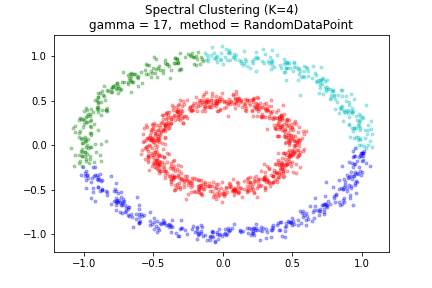 Spectral Clustering (K=4)
gamma = 17,  method = RandomDataPoint
1.0
0.5
0.0
−0.5
−1.0
−1.0 −0.5 0.0 0.5 1.0